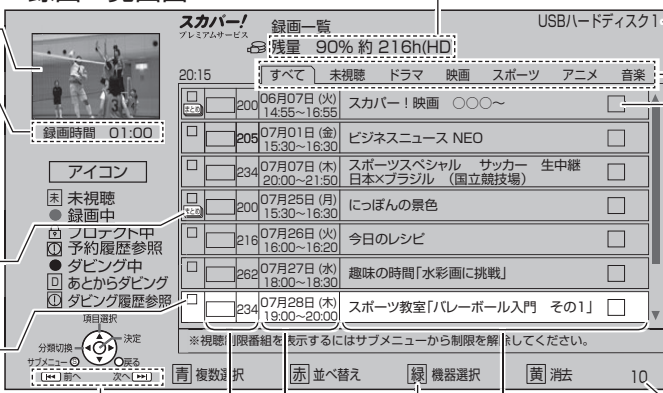 スカパー!
プレミアムサービス
録画一覧
USBハードディスク1
残量 90% 約 216h(HD
20:15
すべて 未視聴 ドラマ 映画 スポーツ アニメ 音楽
録画時間 01:00
アイコン
未 未視聴
録画中
プロテクト中
予約履歴参照
ダビング中
D あとからダビング
ダビング履歴参照
項目選択
分類切換
決定
サブメニュー S
戻る
前へ 次へ
まとめ 200 06月07日 (火) 14:55~16:55 スカパー!映画 ○○○~
205 07月01日 (金) 15:30~16:30 ビジネスニュース NEO
234 07月07日 (木) 20:00~21:50 スポーツスペシャル サッカー 生中継
日本×ブラジル (国立競技場)
まとめ 200 07月25日 (月) 15:30~16:30 にっぽんの景色
216 07月26日 (火) 16:00~16:20 今日のレシピ
262 07月27日 (水) 18:00~18:30 趣味の時間「水彩画に挑戦」
234 07月28日 (木) 19:00~20:00 スポーツ教室「バレーボール入門 その1」
※視聴制限番組を表示するにはサブメニューから制限を解除してください。
青 複数選択 赤 並べ替え 緑 機器選択 黄 消去 10